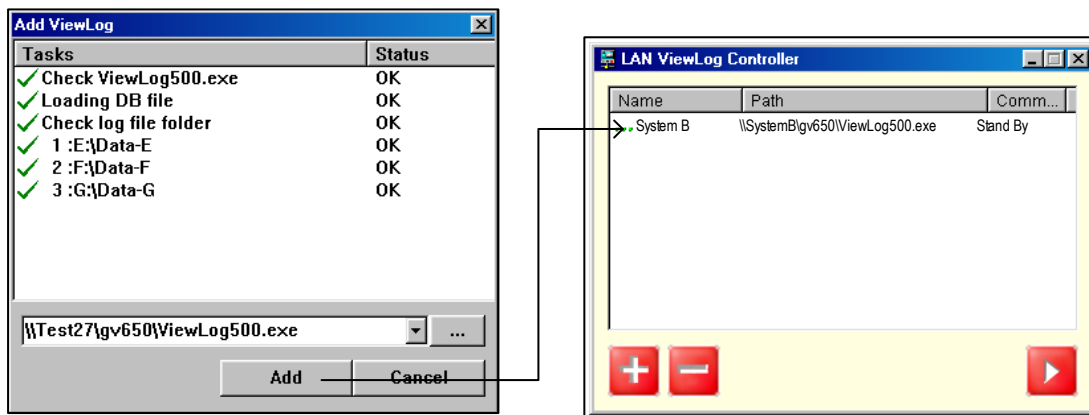 Add ViewLog
Tasks Status
Check ViewLog500.exe OK
Loading DB file OK
Check log file folder OK
1 :E:\Data-E OK
2 :F:\Data-F OK
3 :G:\Data-G OK
\\Test27\gv650\ViewLog500.exe ...
Add Cancel
LAN ViewLog Controller
Name Path Comm...
System B \\SystemB\gv650\ViewLog500.exe Stand By